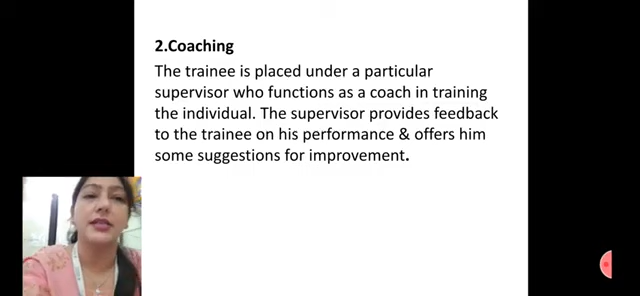 2.Coaching
The trainee is placed under a particular
supervisor who functions as a coach in training
the individual. The supervisor provides feedback
to the trainee on his performance & offers him
some suggestions for improvement.